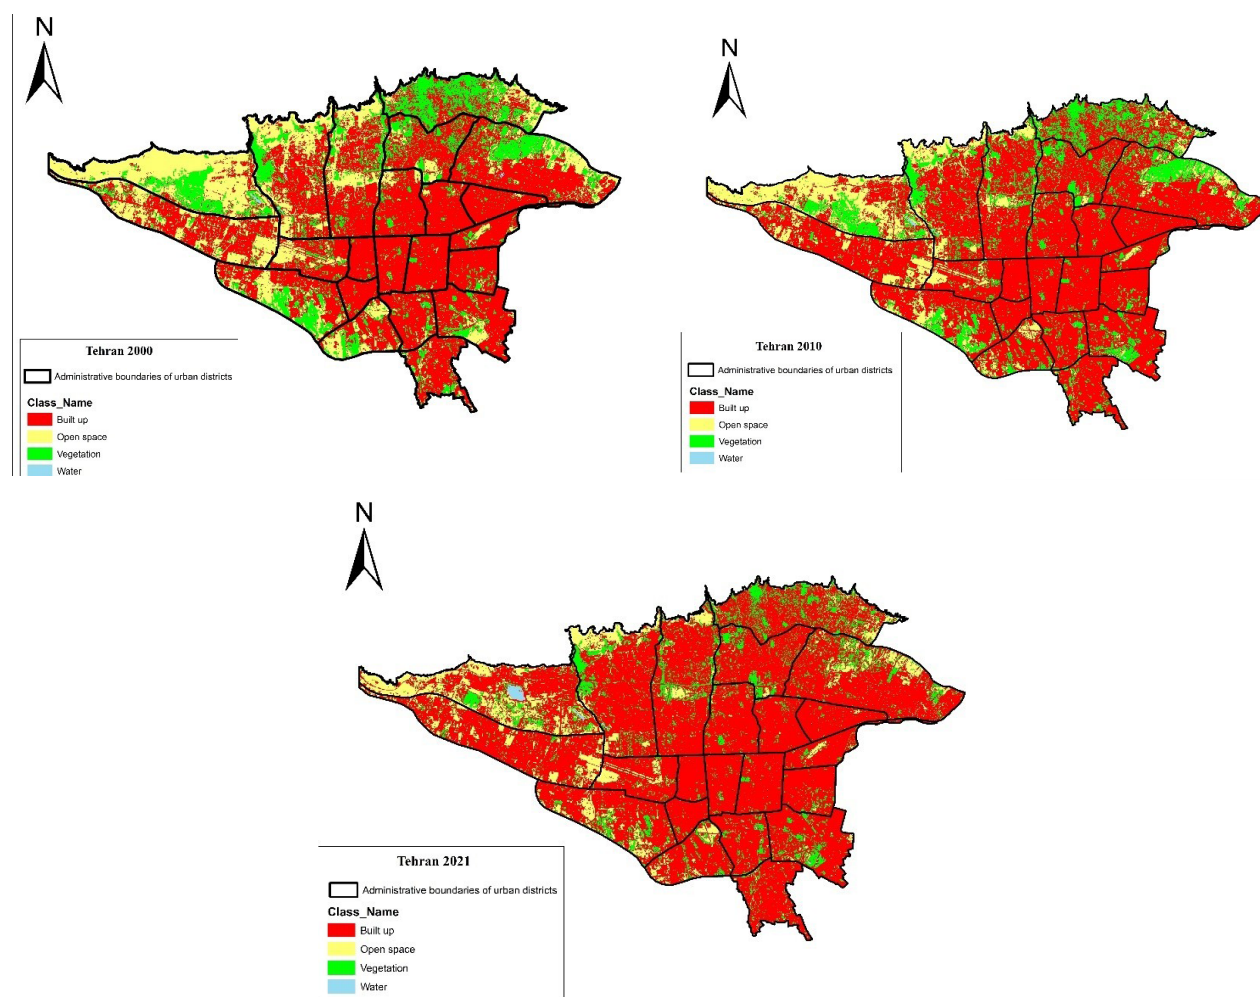 N
Tehran 2000
Administrative boundaries of urban districts
Class_Name
Built up
Open space
Vegetation
Water
N
Tehran 2010
Administrative boundaries of urban districts
Class_Name
Built up
Open space
Vegetation
Water
N
Tehran 2021
Administrative boundaries of urban districts
Class_Name
Built up
Open space
Vegetation
Water